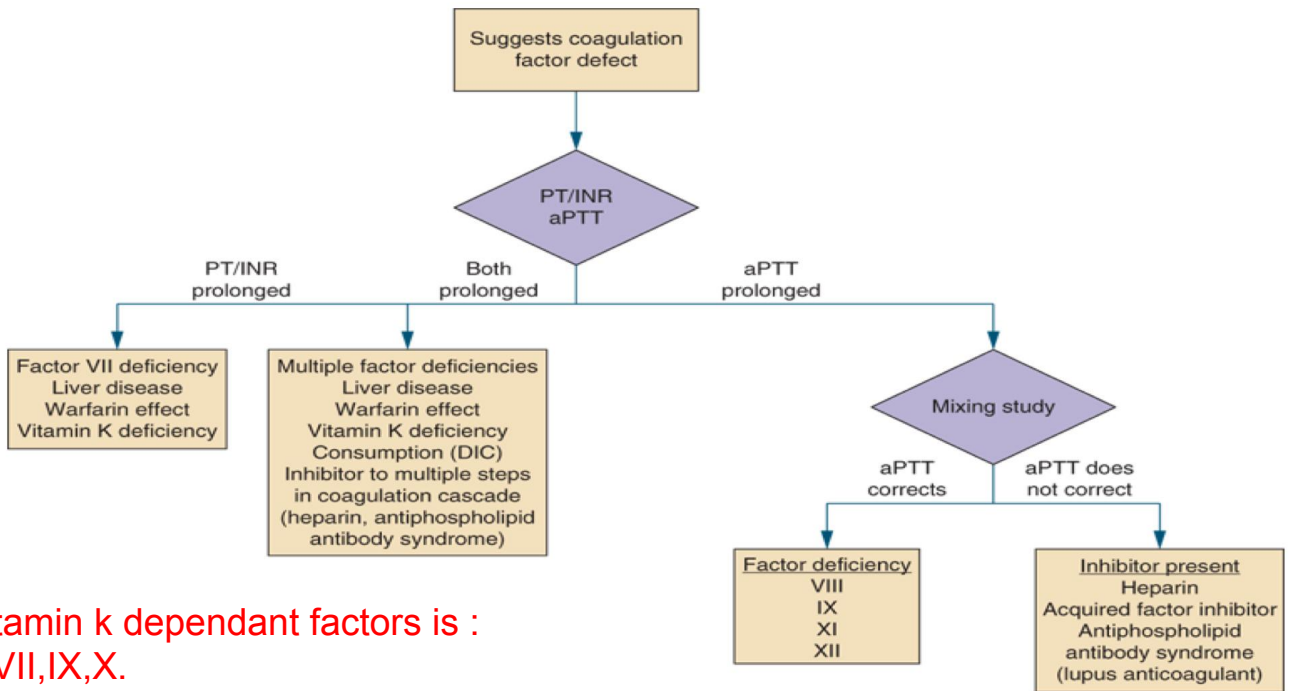 Suggests coagulation
factor defect
PT/INR
aPTT
PT/INR
prolonged
Both
prolonged
aPTT
prolonged
Factor VII deficiency
Liver disease
Warfarin effect
Vitamin K deficiency
Multiple factor deficiencies
Liver disease
Warfarin effect
Vitamin K deficiency
Consumption (DIC)
Inhibitor to multiple steps
in coagulation cascade
(heparin, antiphospholipid
antibody syndrome)
Mixing study
aPTT
corrects
aPTT does
not correct
Factor deficiency
VIII
IX
XI
XII
Inhibitor present
Heparin
Acquired factor inhibitor
Antiphospholipid
antibody syndrome
(lupus anticoagulant)
tamin k dependant factors is :
VII,IX,X.